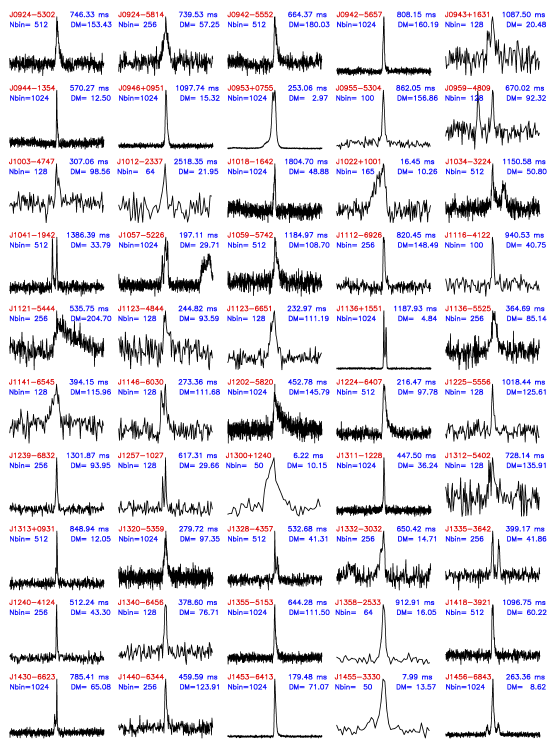 J0924-5302 746.33 ms J0924-5814 739.53 ms J0942-5552 664.37 ms J0942-5657 808.15 ms J0943+1631 1087.50 ms
Nbin= 512 DM=153.43 Nbin= 256 DM= 57.25 Nbin= 512 DM=180.03 Nbin=1024 DM=160.19 Nbin= 128 DM= 20.48
J0944-1354 570.27 ms J0946+0951 1097.74 ms J0953+0755 253.06 ms J0955-5304 862.05 ms J0959-4809 670.02 ms
Nbin=1024 DM= 12.50 Nbin=1024 DM= 15.32 Nbin=1024 DM= 2.97 Nbin= 100 DM=156.86 Nbin= 128 DM= 92.32
J1003-4747 307.06 ms J1012-2337 2518.35 ms J1018-1642 1804.70 ms J1022+1001 16.45 ms J1034-3224 1150.58 ms
Nbin= 128 DM= 98.56 Nbin= 64 DM= 21.95 Nbin=1024 DM= 48.88 Nbin= 165 DM= 10.26 Nbin= 512 DM= 50.80
J1041-1942 1386.39 ms J1057-5226 197.11 ms J1059-5742 1184.97 ms J1112-6926 820.45 ms J1116-4122 940.53 ms
Nbin= 512 DM= 33.79 Nbin=1024 DM= 29.71 Nbin= 512 DM=108.70 Nbin= 256 DM=148.49 Nbin= 100 DM= 40.75
J1121-5444 535.75 ms J1123-4844 244.82 ms J1123-6651 232.97 ms J1136+1551 1187.93 ms J1136-5525 364.69 ms
Nbin= 256 DM=204.70 Nbin= 128 DM= 93.59 Nbin= 128 DM=111.19 Nbin=1024 DM= 4.84 Nbin= 256 DM= 85.14
J1141-6545 394.15 ms J1146-6030 273.36 ms J1202-5820 452.78 ms J1224-6407 216.47 ms J1225-5556 1018.44 ms
Nbin= 128 DM=115.96 Nbin= 128 DM=111.68 Nbin=1024 DM=145.79 Nbin= 512 DM= 97.78 Nbin= 128 DM=125.61
J1239-6832 1301.87 ms J1257-1027 617.31 ms J1300+1240 6.22 ms J1311-1228 447.50 ms J1312-5402 728.14 ms
Nbin= 256 DM= 93.95 Nbin= 128 DM= 29.66 Nbin= 50 DM= 10.15 Nbin=1024 DM= 36.24 Nbin= 128 DM=135.91
J1313+0931 848.94 ms J1320-5359 279.72 ms J1328-4357 532.68 ms J1332-3032 650.42 ms J1335-3642 399.17 ms
Nbin= 512 DM= 12.05 Nbin=1024 DM= 97.35 Nbin= 512 DM= 41.31 Nbin= 256 DM= 14.71 Nbin= 256 DM= 41.86
J1240-4124 512.24 ms J1340-6456 378.60 ms J1355-5153 644.28 ms J1358-2533 912.91 ms J1418-3921 1096.75 ms
Nbin= 256 DM= 43.30 Nbin= 128 DM= 76.71 Nbin=1024 DM=111.50 Nbin= 64 DM= 16.05 Nbin= 512 DM= 60.22
J1430-6623 785.41 ms J1440-6344 459.59 ms J1453-6413 179.48 ms J1455-3330 7.99 ms J1456-6843 263.36 ms
Nbin=1024 DM= 65.08 Nbin= 256 DM=123.91 Nbin=1024 DM= 71.07 Nbin= 50 DM= 13.57 Nbin=1024 DM= 8.62